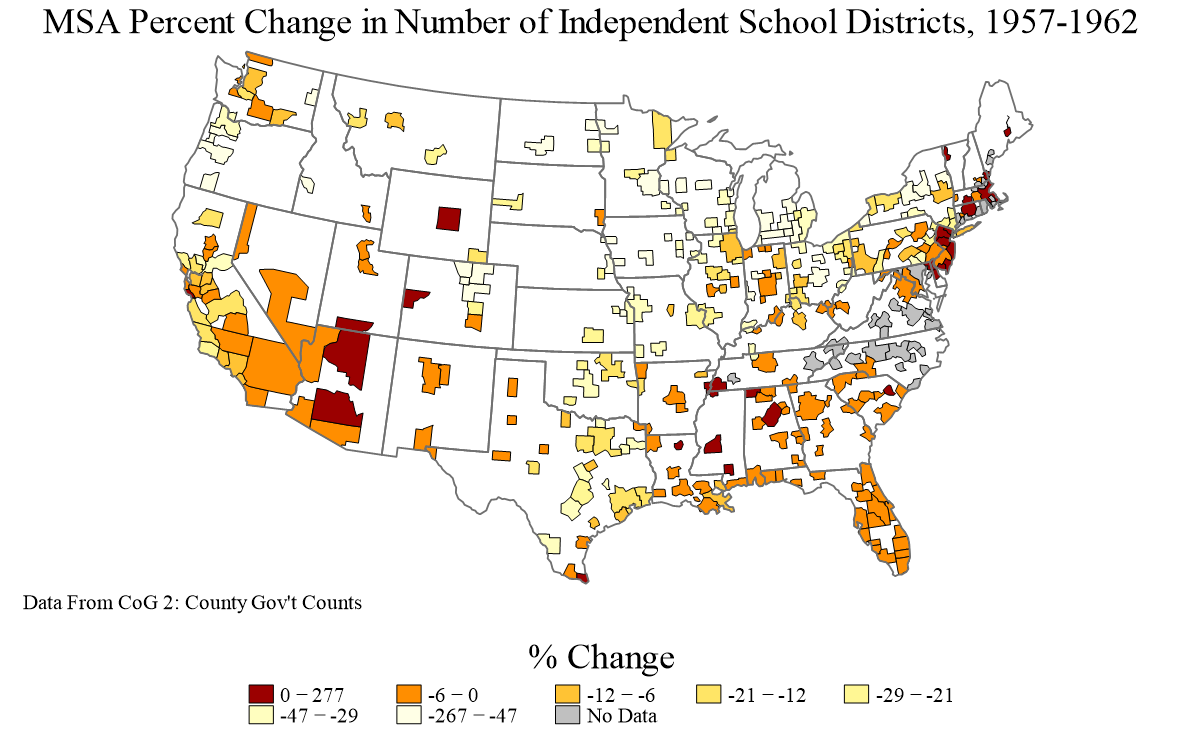 MSA Percent Change in Number of Independent School Districts, 1957-1962
Data From CoG 2: County Gov't Counts
% Change
0 − 277 -6 − 0 -12 − -6 -21 − -12 -29 − -21
-47 − -29 -267 − -47 No Data